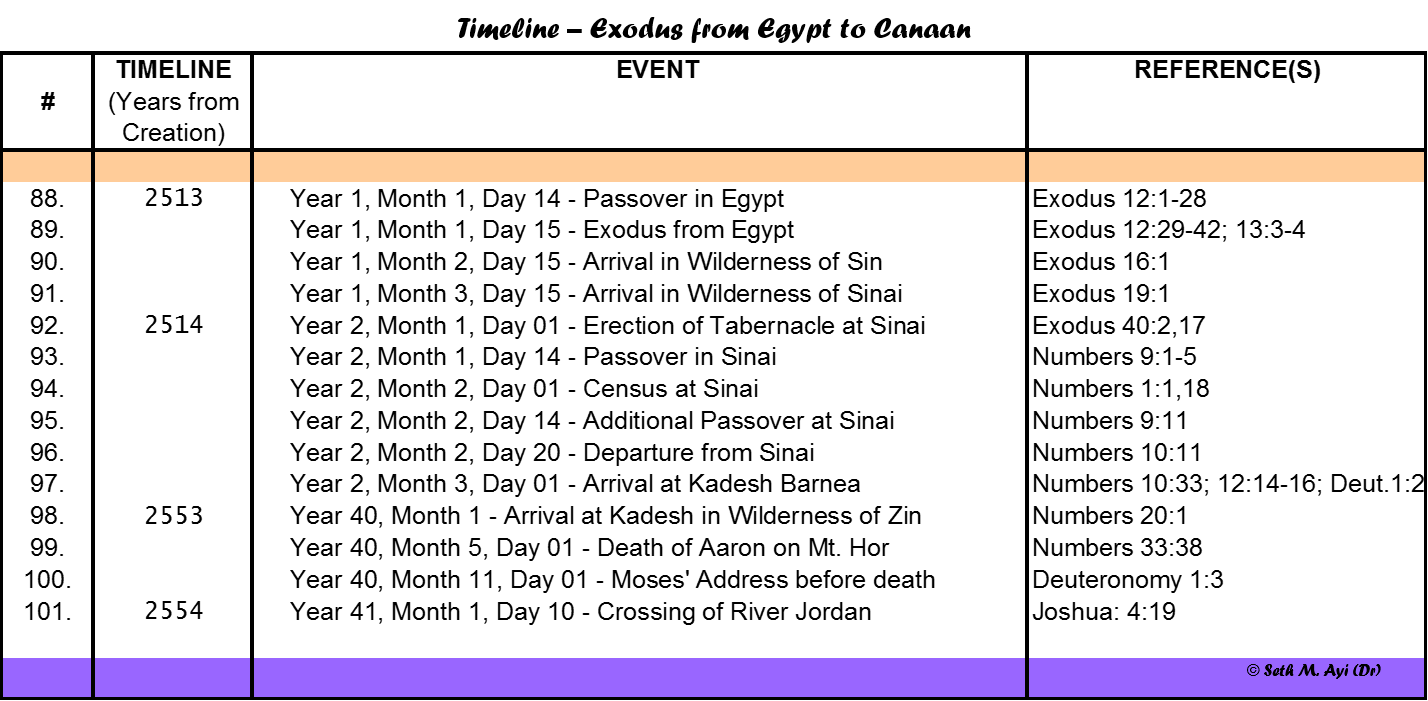 Timeline – Exodus from Egypt to Canaan
# TIMELINE (Years from Creation) EVENT REFERENCE(S)
88. 2513 Year 1, Month 1, Day 14 - Passover in Egypt Exodus 12:1-28
89. Year 1, Month 1, Day 15 - Exodus from Egypt Exodus 12:29-42; 13:3-4
90. Year 1, Month 2, Day 15 - Arrival in Wilderness of Sin Exodus 16:1
91. Year 1, Month 3, Day 15 - Arrival in Wilderness of Sinai Exodus 19:1
92. 2514 Year 2, Month 1, Day 01 - Erection of Tabernacle at Sinai Exodus 40:2,17
93. Year 2, Month 1, Day 14 - Passover in Sinai Numbers 9:1-5
94. Year 2, Month 2, Day 01 - Census at Sinai Numbers 1:1,18
95. Year 2, Month 2, Day 14 - Additional Passover at Sinai Numbers 9:11
96. Year 2, Month 2, Day 20 - Departure from Sinai Numbers 10:11
97. Year 2, Month 3, Day 01 - Arrival at Kadesh Barnea Numbers 10:33; 12:14-16; Deut.1:2
98. 2553 Year 40, Month 1 - Arrival at Kadesh in Wilderness of Zin Numbers 20:1
99. Year 40, Month 5, Day 01 - Death of Aaron on Mt. Hor Numbers 33:38
100. Year 40, Month 11, Day 01 - Moses' Address before death Deuteronomy 1:3
101. 2554 Year 41, Month 1, Day 10 - Crossing of River Jordan Joshua: 4:19
© Seth M. Ayi (Dr)